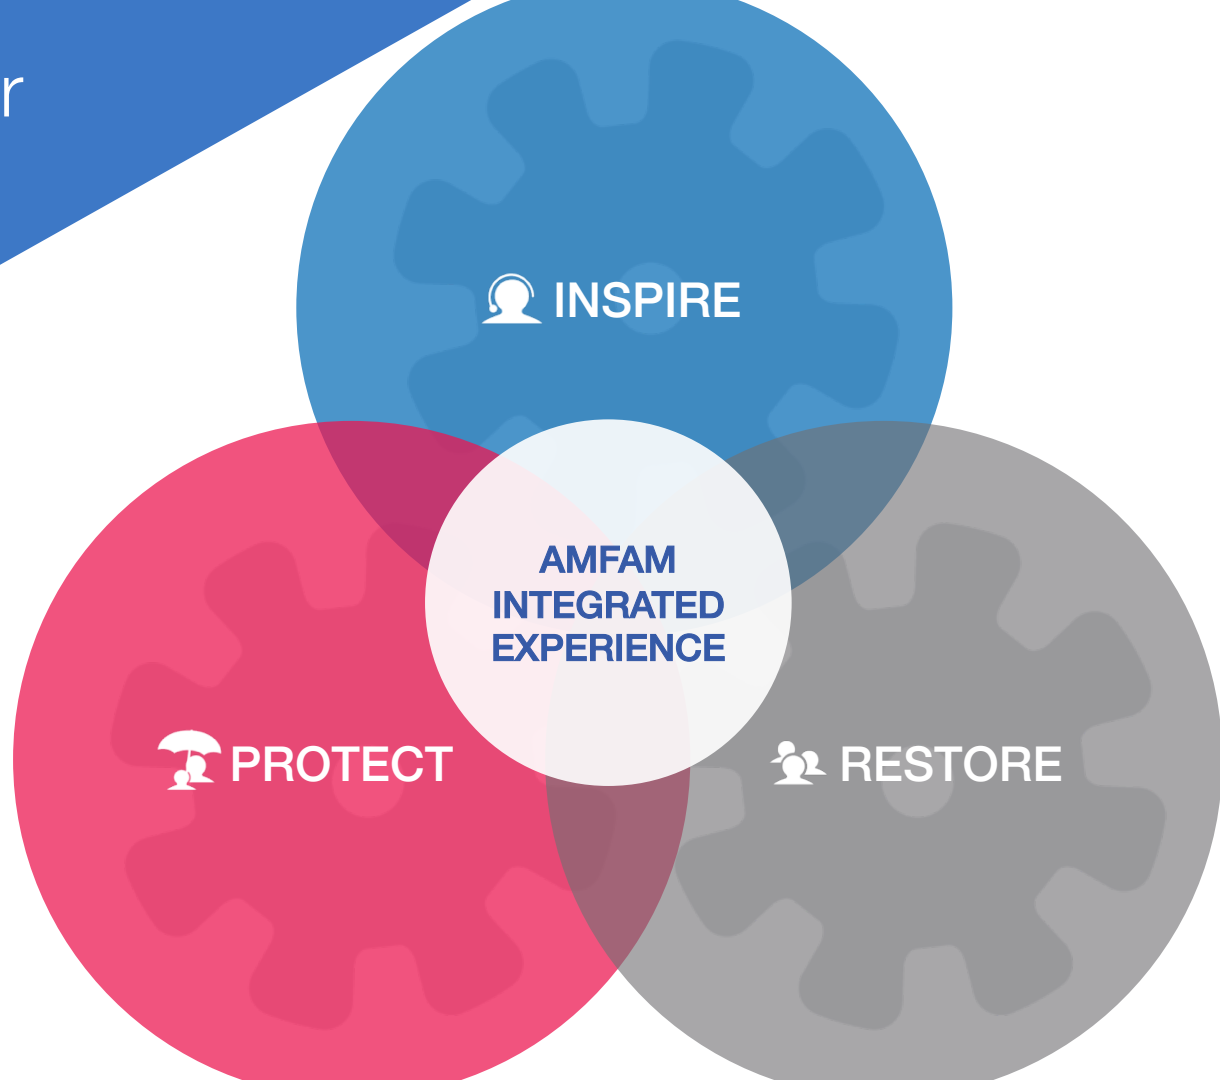 r
INSPIRE
AMFAM
INTEGRATED
EXPERIENCE
PROTECT
RESTORE